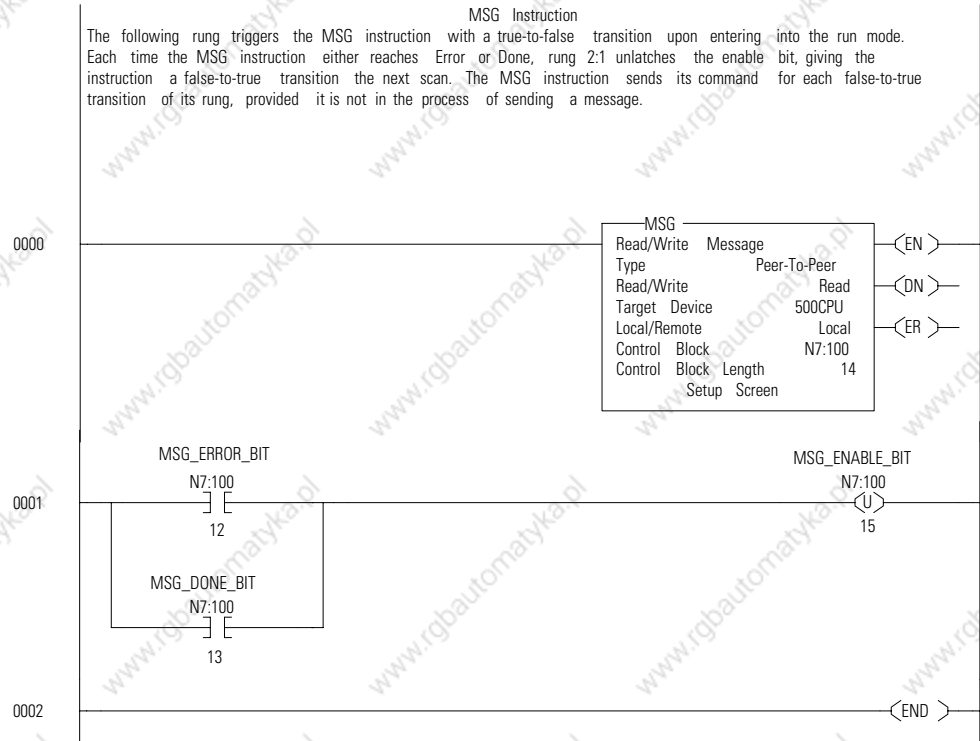 MSG Instruction
The following rung triggers the MSG instruction with a true-to-false transition upon entering into the run mode.
Each time the MSG instruction either reaches Error or Done, rung 2:1 unlatches the enable bit, giving the
instruction a false-to-true transition the next scan. The MSG instruction sends its command for each false-to-true
transition of its rung, provided it is not in the process of sending a message.
0000
MSG
Read/Write Message
Type Peer-To-Peer
Read/Write Read
Target Device 500CPU
Local/Remote Local
Control Block N7:100
Control Block Length 14
Setup Screen
EN
DN
ER
0001
MSG_ERROR_BIT
N7:100
12
MSG_DONE_BIT
N7:100
13
MSG_ENABLE_BIT
N7:100
U
15
0002
END
www.rgbautomatyka.pl